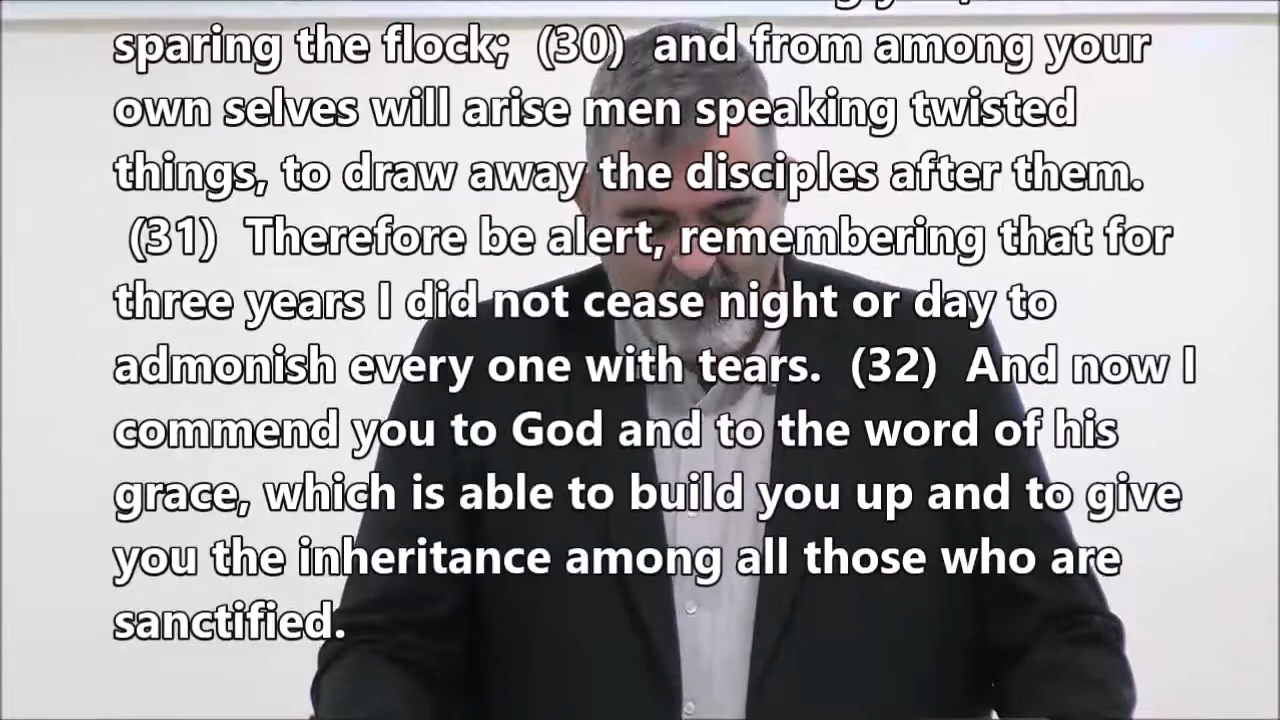 sparing the flock; (30) and from among your
own selves will arise men speaking twisted
things, to draw away the disciples after them.
(31) Therefore be alert, remembering that for
three years I did not cease night or day to
admonish every one with tears. (32) And now I
commend you to God and to the word of his
grace, which is able to build you up and to give
you the inheritance among all those who are
sanctified.